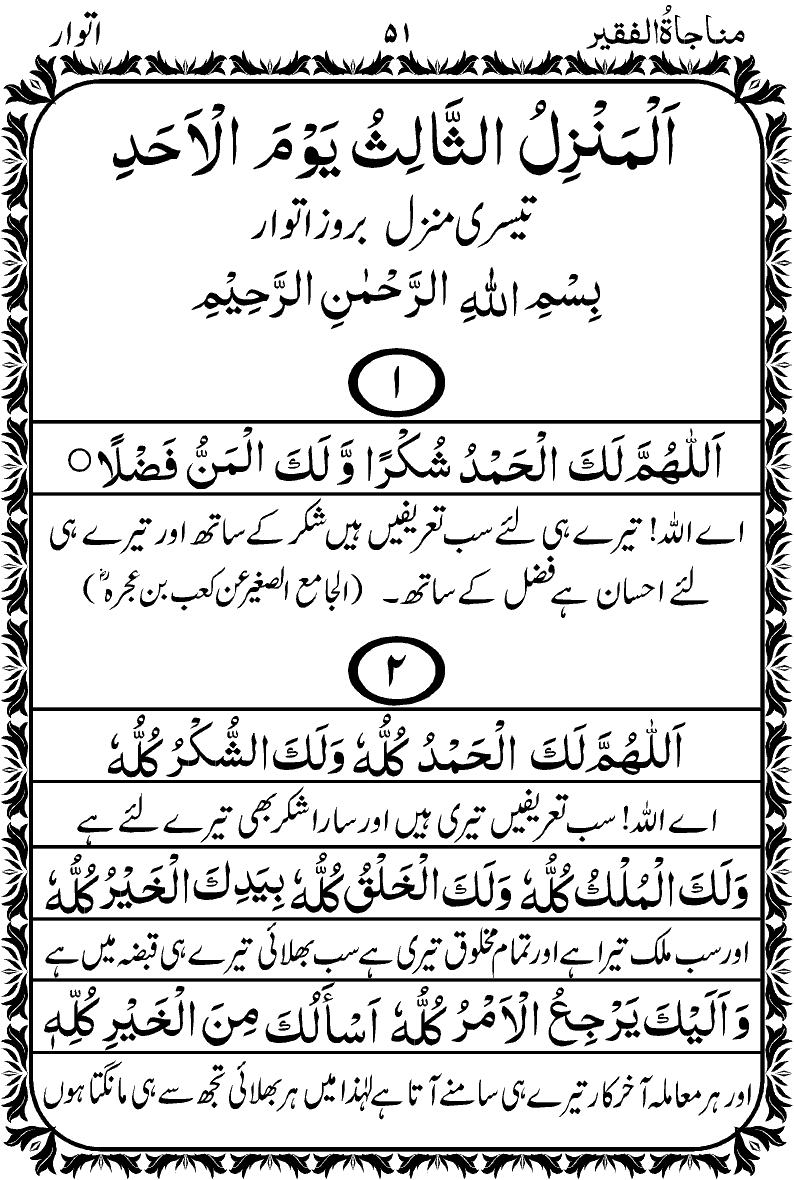 مناجاۃُالفقیر ۵۱ اتوار
اَلْمَنْزِلُ الثَّالِثُ یَوْمَ الْاَحَدِ
تیسری منزل بروز اتوار
بِسْمِ اللهِ الرَّحْمٰنِ الرَّحِیْمِ
۱
اَللّٰهُمَّ لَكَ الْحَمْدُ شُكْرًا وَّلَكَ الْمَنُّ فَضْلًا○
اے اللہ! تیرے ہی لئے سب تعریفیں ہیں شکر کے ساتھ اور تیرے ہی
لئے احسان ہے فضل کے ساتھ۔ (الجامع الصغیر عن کعب بن عجرہؓ)
۲
اَللّٰهُمَّ لَكَ الْحَمْدُ كُلُّهٗ وَلَكَ الشُّكْرُ كُلُّهٗ
اے اللہ! سب تعریفیں تیری ہیں اور سارا شکر بھی تیرے لئے ہے
وَلَكَ الْمُلْكُ كُلُّهٗ وَلَكَ الْخَلْقُ كُلُّهٗ بِیَدِكَ الْخَیْرُ كُلُّهٗ
اور سب ملک تیرا ہے اور تمام مخلوق تیری ہے سب بھلائی تیرے ہی قبضہ میں ہے
وَ اَلَیْكَ یَرْجِعُ الْاَمْرُ كُلُّهٗ اَسْأَلُكَ مِنَ الْخَیْرِ كُلِّهٖ
اور ہر معاملہ آخر کار تیرے ہی سامنے آتا ہے لہٰذا میں ہر بھلائی تجھ سے ہی مانگتا ہوں